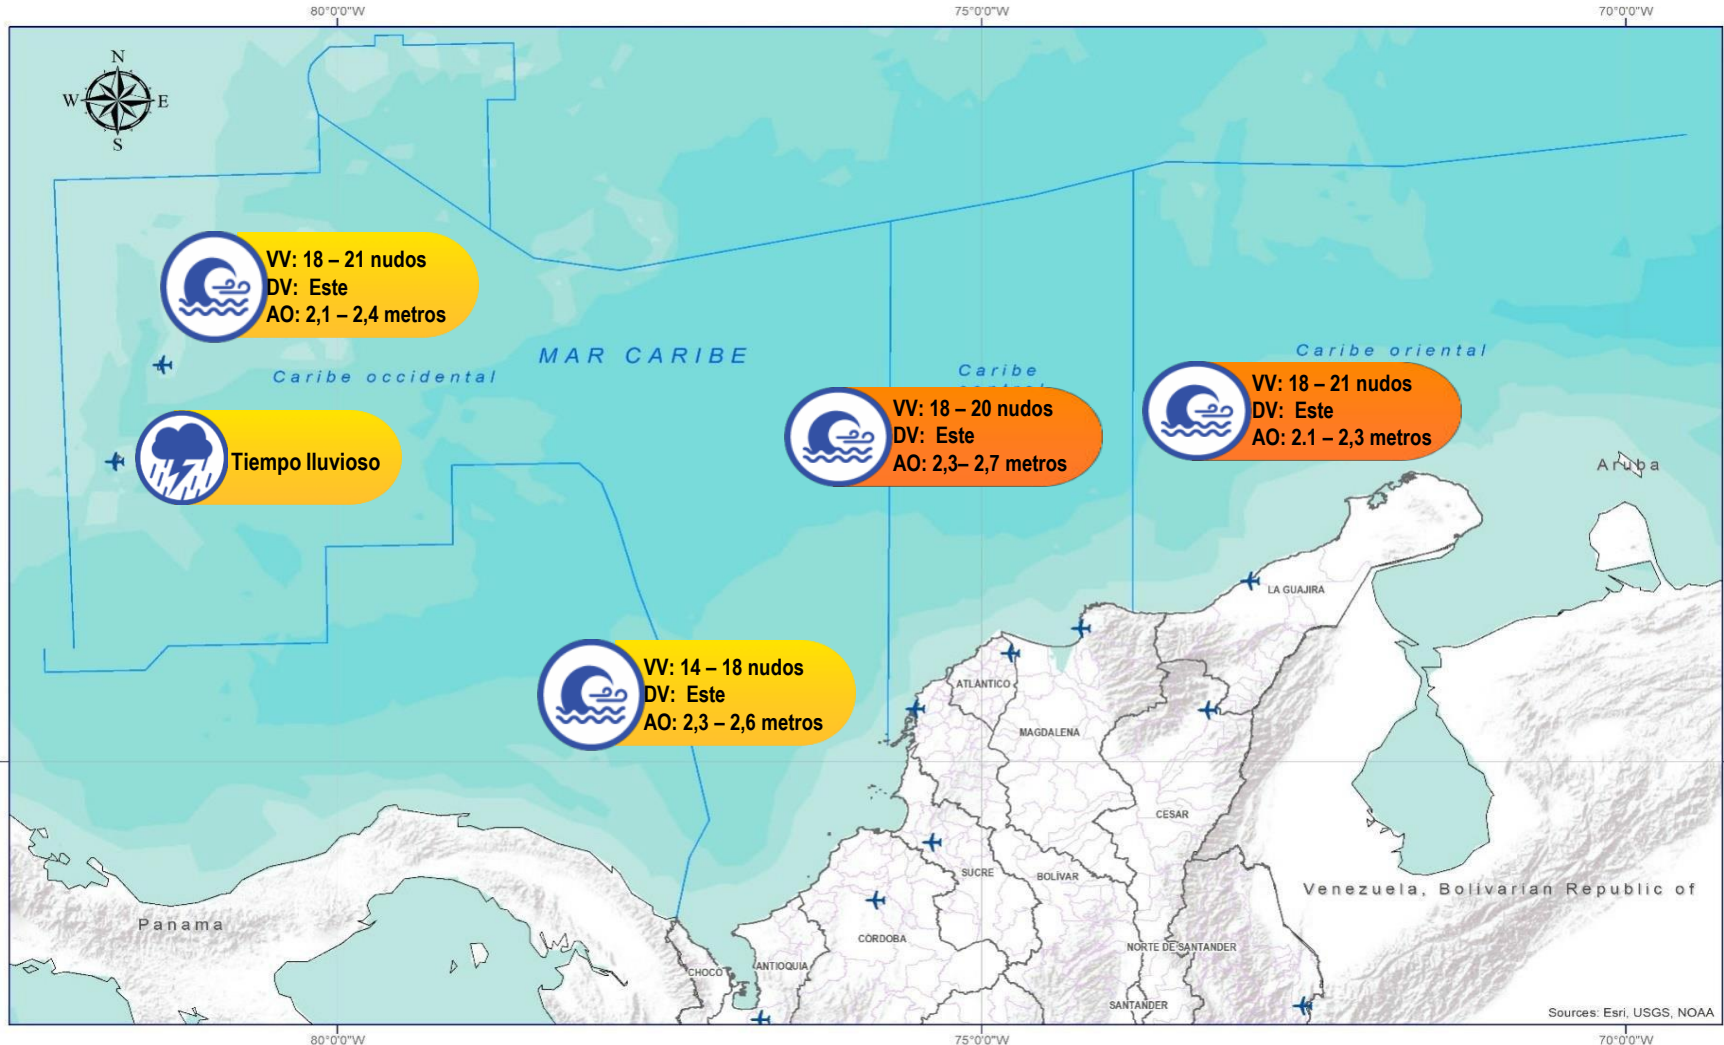 80°0'0"W
75°0'0"W
70°0'0"W
N
W
E
S
VV: 18 – 21 nudos
DV:  Este
AO: 2,1 – 2,4 metros
MAR CARIBE
Caribe occidental
Caribe
Caribe oriental
VV: 18 – 20 nudos
DV:  Este
AO: 2,3– 2,7 metros
VV: 18 – 21 nudos
DV:  Este
AO: 2.1 – 2,3 metros
Tiempo lluvioso
Aruba
LA GUAJIRA
VV: 14 – 18 nudos
DV:  Este
AO: 2,3 – 2,6 metros
ATLÁNTICO
MAGDALENA
CESAR
SUCRE
BOLÍVAR
Venezuela, Bolivarian Republic of
Panama
CÓRDOBA
NORTE DE SANTANDER
CHOCO
ANTIOQUIA
SANTANDER
Sources: Esri, USGS, NOAA
80°0'0"W
75°0'0"W
70°0'0"W